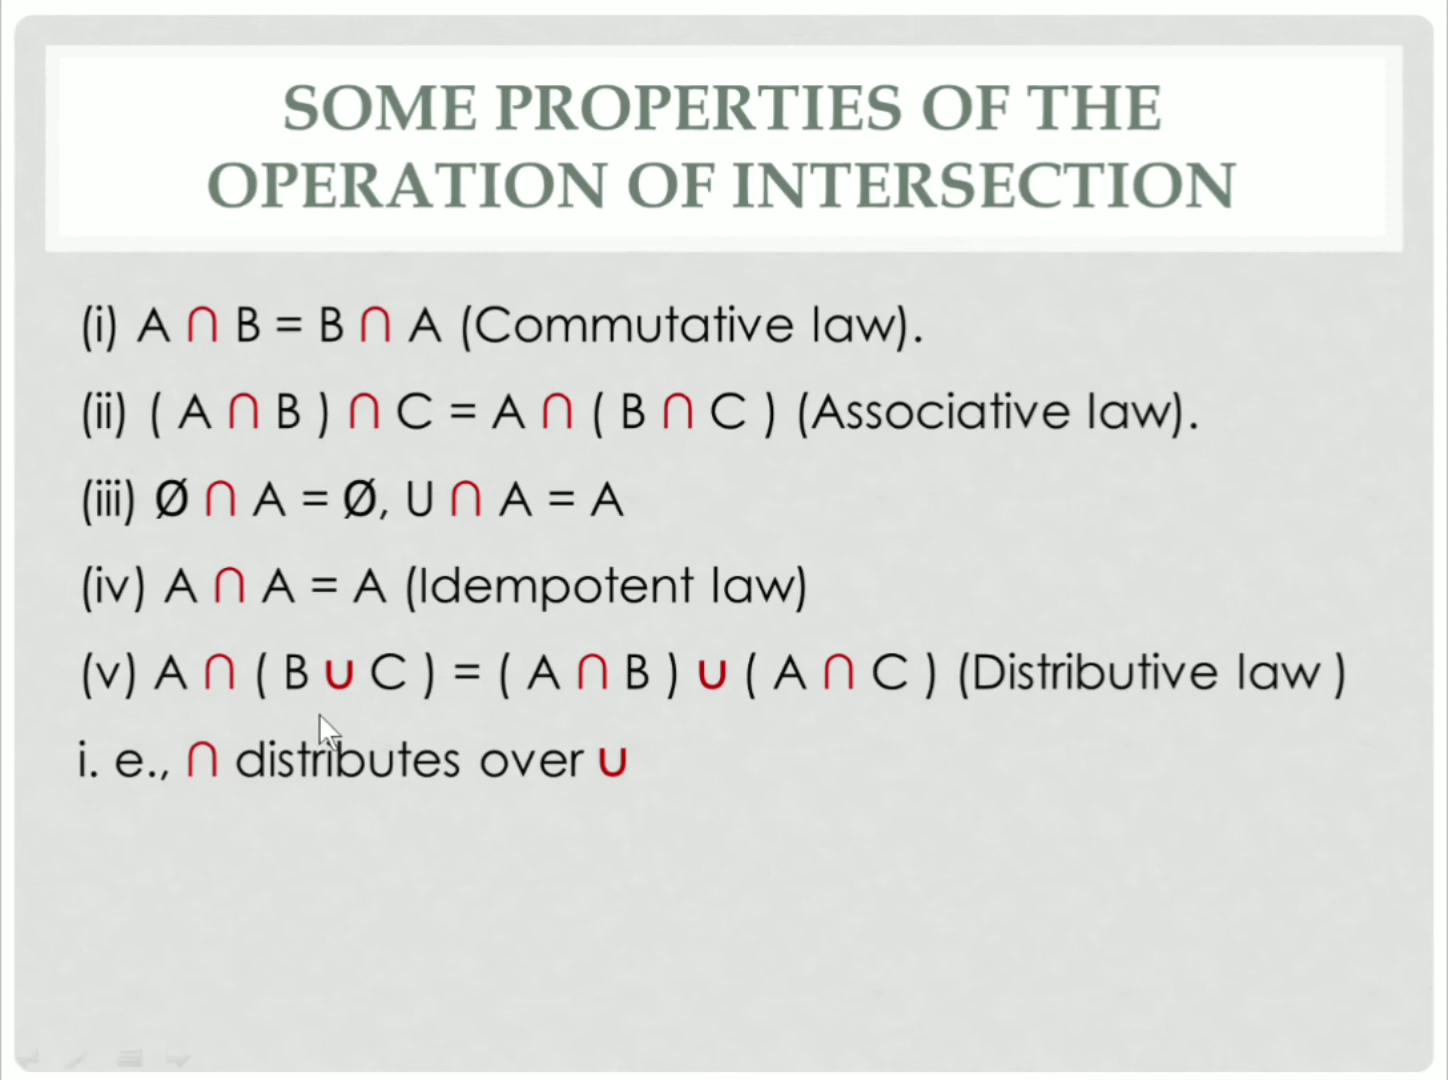 SOME PROPERTIES OF THE
OPERATION OF INTERSECTION
(i) A ∩ B = B ∩ A (Commutative law).
(ii) ( A ∩ B ) ∩ C = A ∩ ( B ∩ C ) (Associative law).
(iii) Ø ∩ A = Ø, U ∩ A = A
(iv) A ∩ A = A (Idempotent law)
(v) A ∩ ( B ∪ C ) = ( A ∩ B ) ∪ ( A ∩ C ) (Distributive law )
i. e., ∩ distributes over ∪